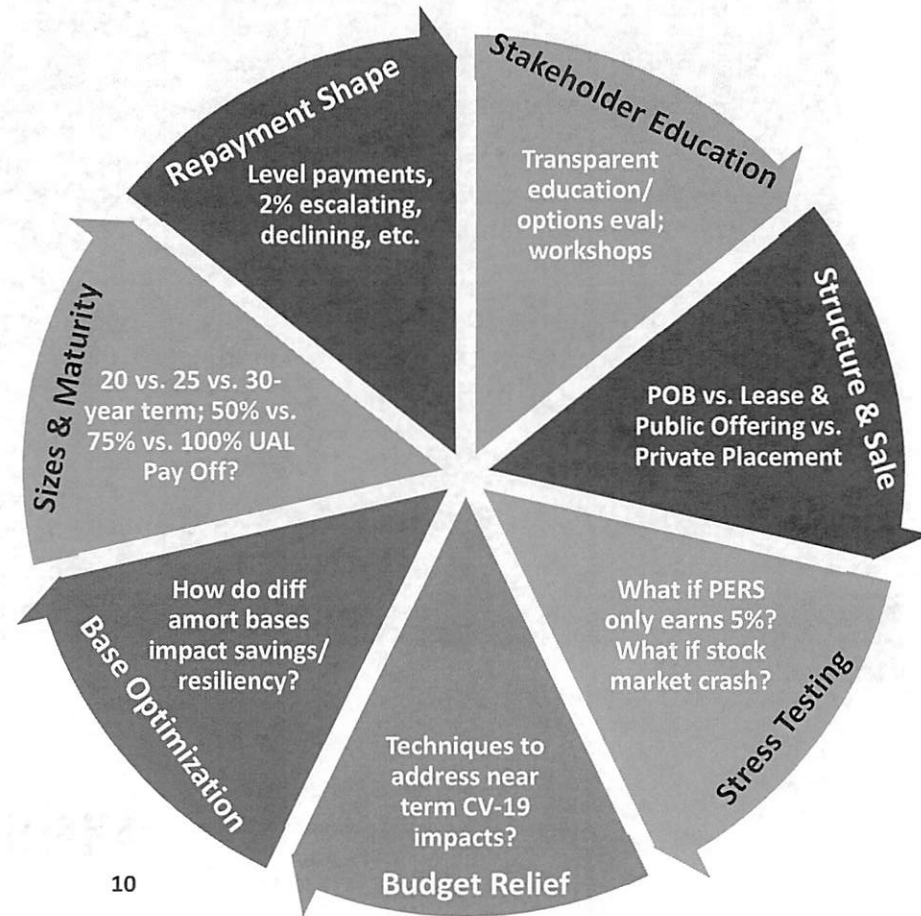 Stakeholder Education
Transparent
education/
options eval;
workshops
Structure & Sale
POB vs. Lease &
Public Offering vs.
Private Placement
Stress Testing
What if PERS
only earns 5%?
What if stock
market crash?
Techniques to
address near
term CV-19
impacts?
Budget Relief
Base Optimization
How do diff
amort bases
impact savings/
resiliency?
Sizes & Maturity
20 vs. 25 vs. 30-
year term; 50% vs.
75% vs. 100% UAL
Pay Off?
Repayment Shape
Level payments,
2% escalating,
declining, etc.
10